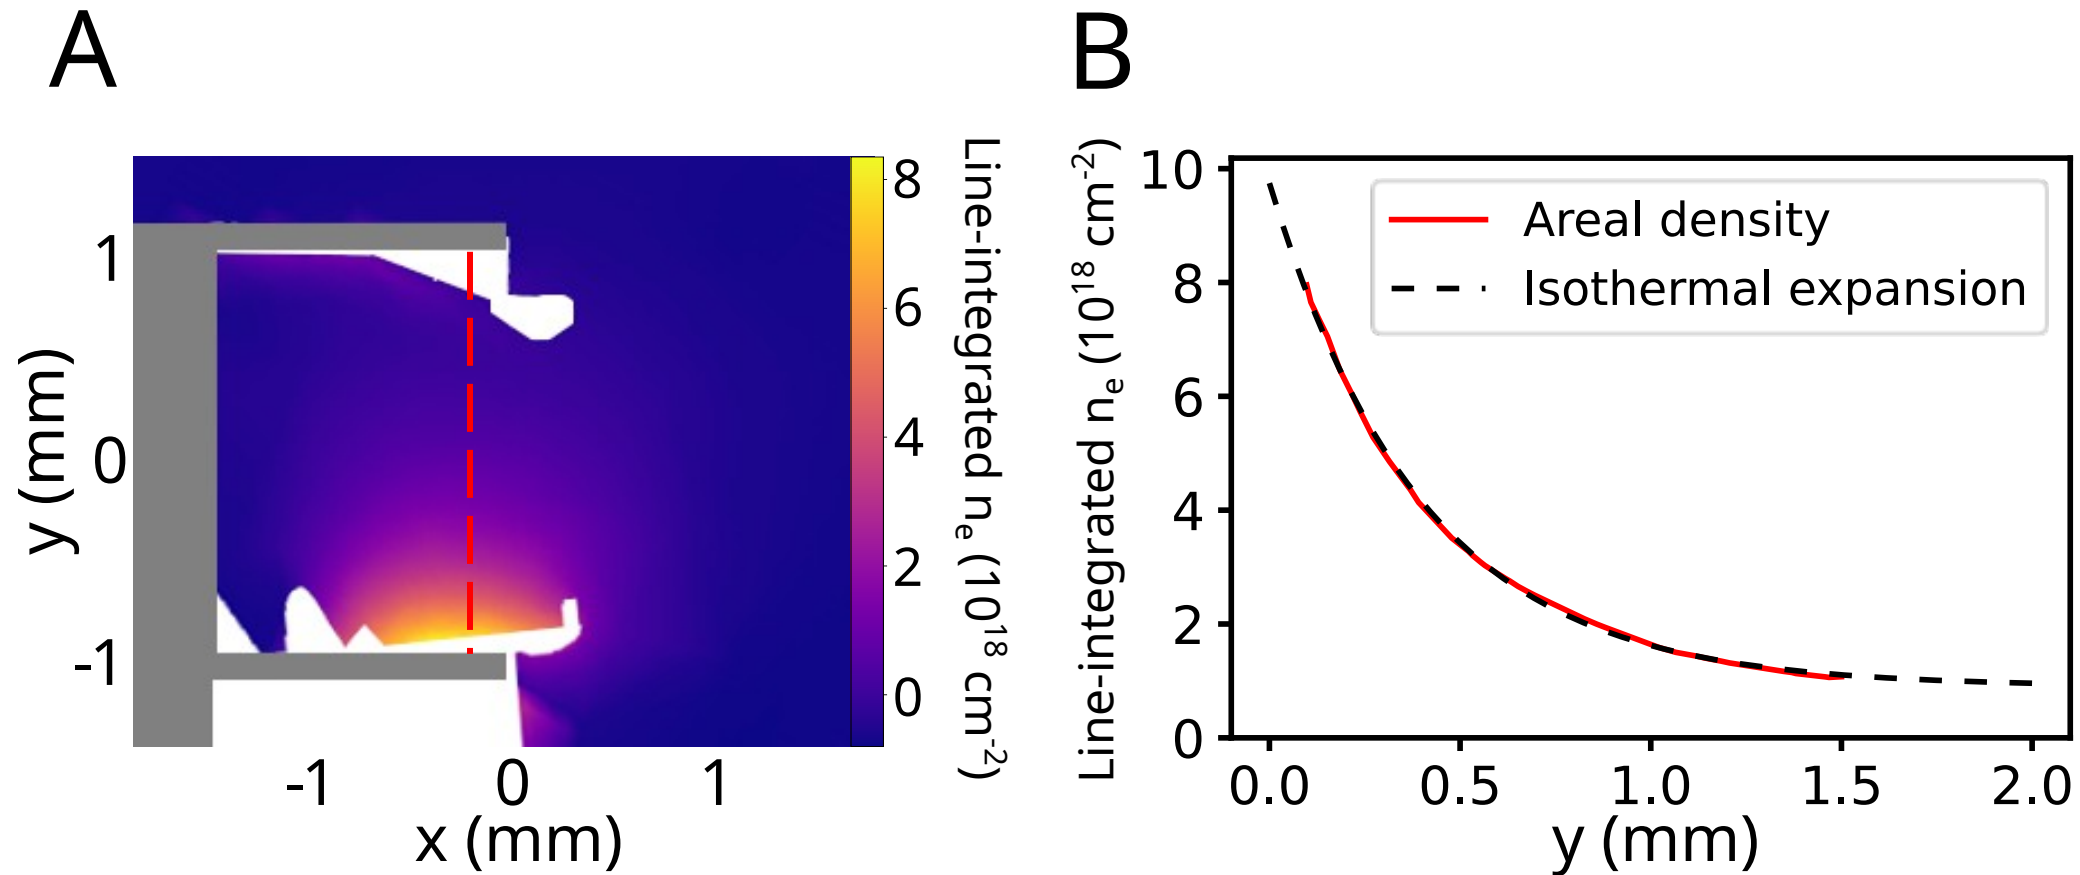 A
B
1
0
-1
y (mm)
-1 0 1
x (mm)
8
6
4
2
0
Line-integrated nₑ (10¹⁸ cm⁻²)
10
8
6
4
2
0
Line-integrated nₑ (10¹⁸ cm⁻²)
Areal density
Isothermal expansion
0.0 0.5 1.0 1.5 2.0
y (mm)